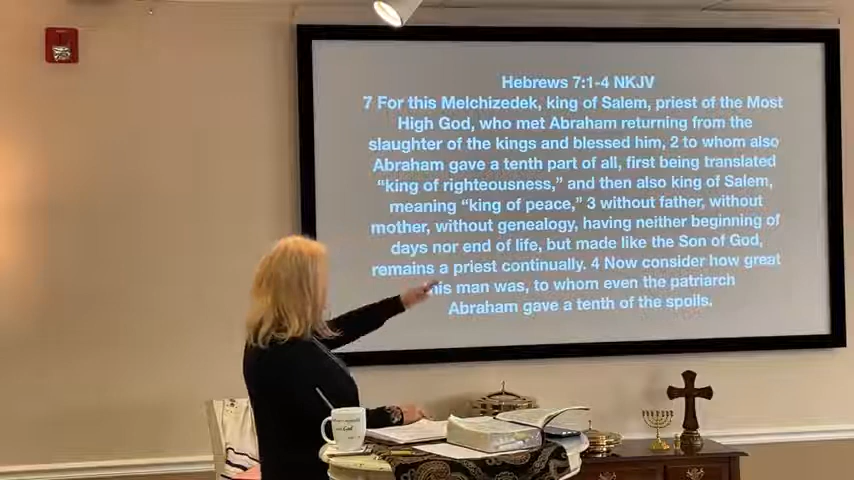 Hebrews 7:1-4 NKJV
7 For this Melchizedek, king of Salem, priest of the Most
High God, who met Abraham returning from the
slaughter of the kings and blessed him, 2 to whom also
Abraham gave a tenth part of all, first being translated
“king of righteousness,” and then also king of Salem,
meaning “king of peace,” 3 without father, without
mother, without genealogy, having neither beginning of
days nor end of life, but made like the Son of God,
remains a priest continually. 4 Now consider how great
this man was, to whom even the patriarch
Abraham gave a tenth of the spoils.
God